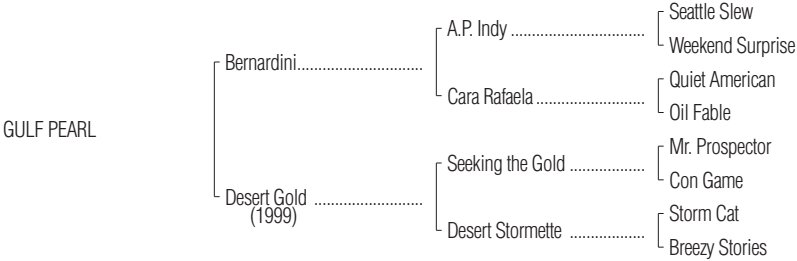 Seattle Slew
A.P. Indy ................................
Weekend Surprise
Bernardini..............................
Quiet American
Cara Rafaela ..........................
Oil Fable
GULF PEARL
Mr. Prospector
Seeking the Gold ..................
Con Game
Desert Gold ..........................
(1999)
Storm Cat
Desert Stormette ..................
Breezy Stories